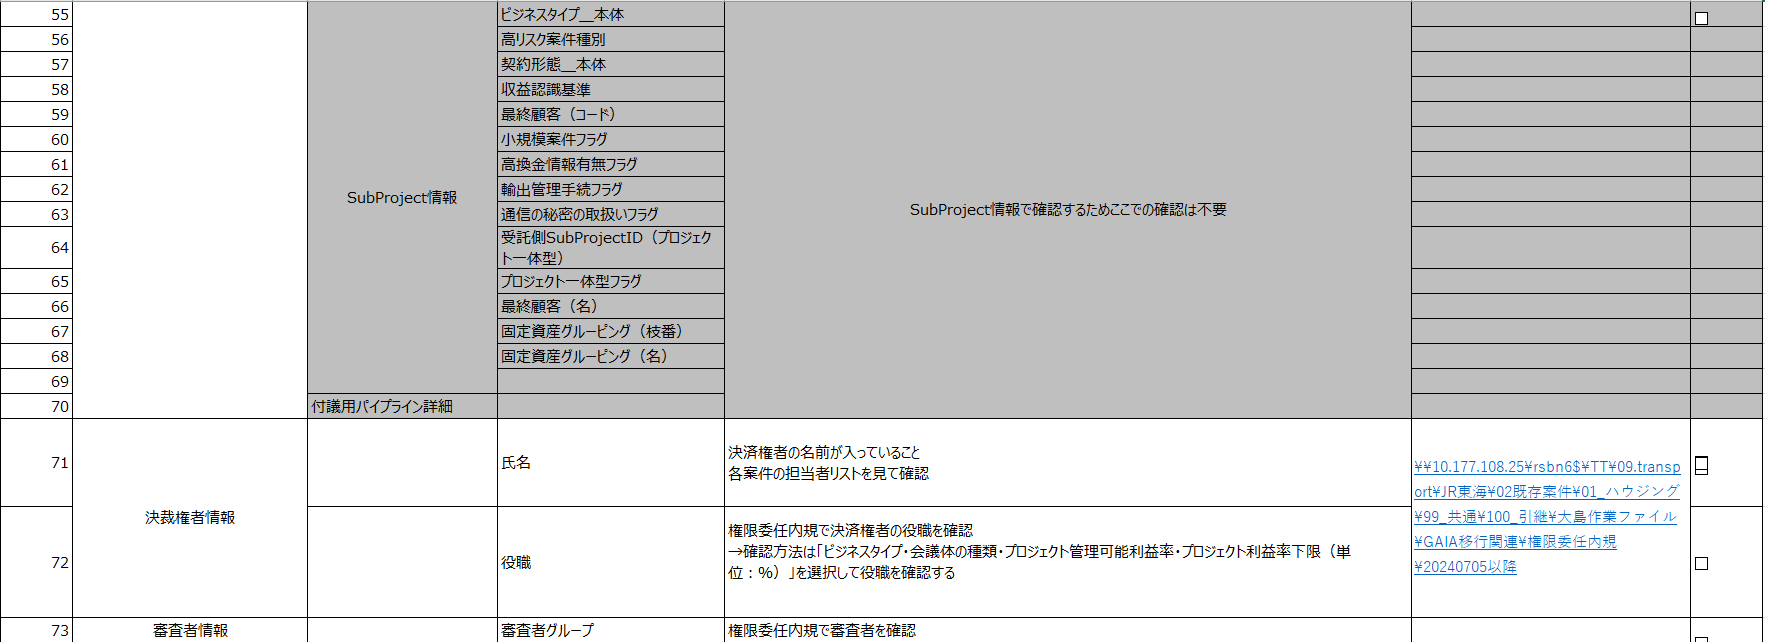 55 ビジネスタイプ__本体
56 高リスク案件種別
57 契約形態__本体
58 収益認識基準
59 最終顧客（コード）
60 小規模案件フラグ
61 高換金情報有無フラグ
62 輸出管理手続フラグ
63 通信の秘密の取扱いフラグ
SubProject情報
SubProject情報で確認するためここでの確認は不要
64 受託側SubProjectID（プロジェク
ト一体型）
65 プロジェクト一体型フラグ
66 最終顧客（名）
67 固定資産グルーピング（枝番）
68 固定資産グルーピング（名）
69
70 付議用パイプライン詳細
決裁権者情報
71 氏名
決済権者の名前が入っていること
各案件の担当者リストを見て確認
72 役職
権限委任内規で決済権者の役職を確認
→確認方法は「ビジネスタイプ・会議体の種類・プロジェクト管理可能利益率・プロジェクト利益率下限（単
位：％）」を選択して役職を確認する
¥¥10.177.108.25¥rsbn6$¥TT¥09.transp
ort¥JR東海¥02既存案件¥01_ハウジング
¥99_共通¥100_引継¥大島作業ファイル
¥GAIA移行関連¥権限委任内規
¥20240705以降
73 審査者情報 審査者グループ 権限委任内規で審査者を確認